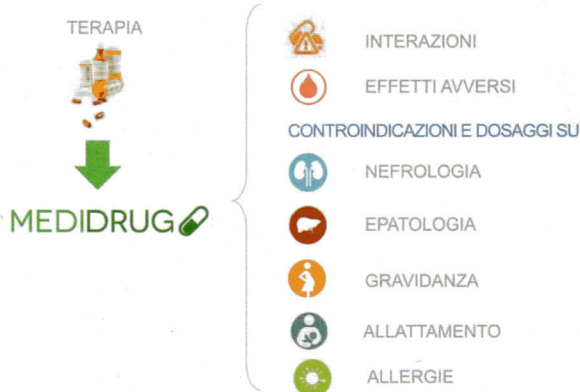 TERAPIA
MEDIDRUG
INTERAZIONI
EFFETTI AVVERSI
CONTROINDICAZIONI E DOSAGGI SU
NEFROLOGIA
EPATOLOGIA
GRAVIDANZA
ALLATTAMENTO
ALLERGIE